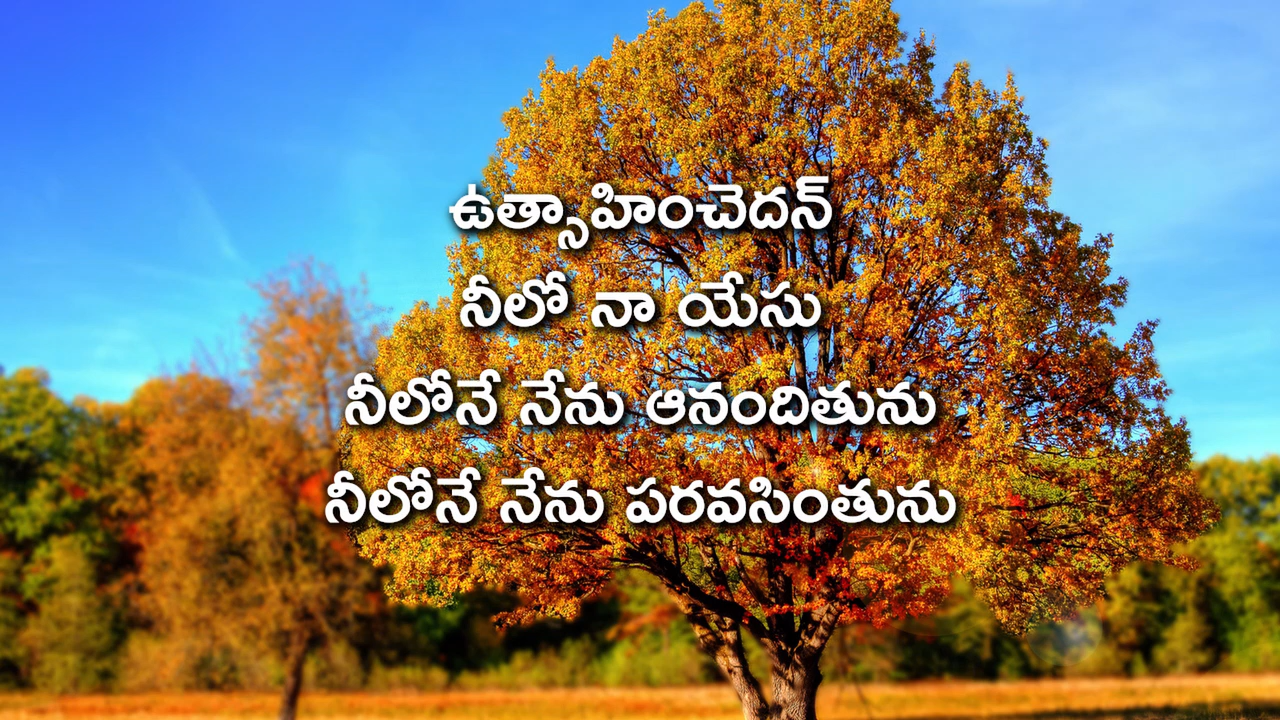 ఉత్సాహించెదన్
నీలో నా యేసు
నీలోనే నేను ఆనందితును
నీలోనే నేను పరవసింతును